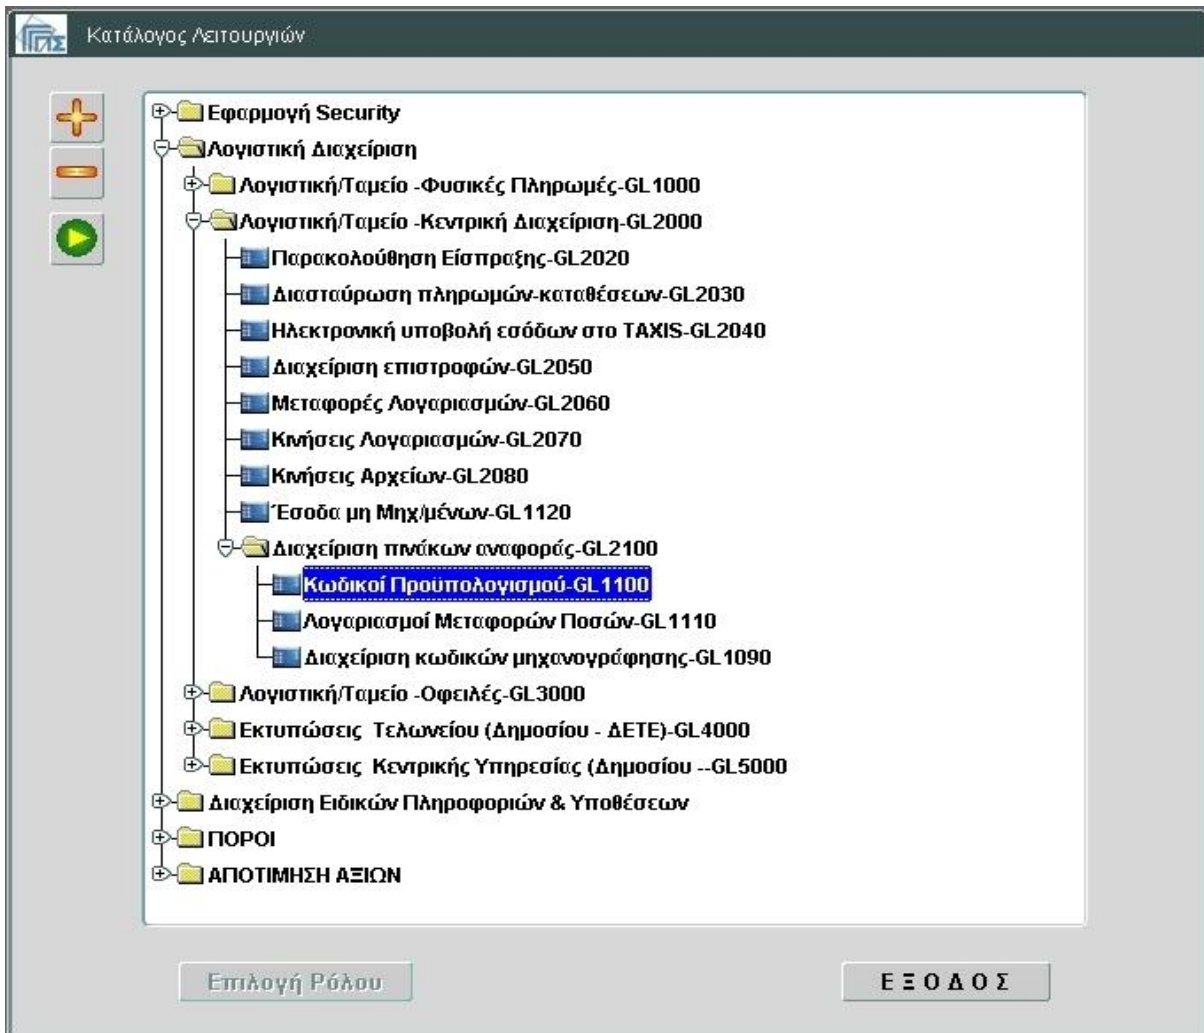 Κατάλογος Λειτουργιών
Εφαρμογή Security
Λογιστική Διαχείριση
Λογιστική/Ταμείο -Φυσικές Πληρωμές-GL1000
Λογιστική/Ταμείο -Κεντρική Διαχείριση-GL2000
Παρακολούθηση Είσπραξης-GL2020
Διασταύρωση πληρωμών-καταθέσεων-GL2030
Ηλεκτρονική υποβολή εσόδων στο TAXIS-GL2040
Διαχείριση επιστροφών-GL2050
Μεταφορές Λογαριασμών-GL2060
Κινήσεις Λογαριασμών-GL2070
Κινήσεις Αρχείων-GL2080
Έσοδα μη Μηχ/μένων-GL1120
Διαχείριση πινάκων αναφοράς-GL2100
Κωδικοί Προϋπολογισμού-GL1100
Λογαριασμοί Μεταφορών Ποσών-GL1110
Διαχείριση κωδικών μηχανογράφησης-GL1090
Λογιστική/Ταμείο -Οφειλές-GL3000
Εκτυπώσεις Τελωνείου (Δημοσίου - ΔΕΤΕ)-GL4000
Εκτυπώσεις Κεντρικής Υπηρεσίας (Δημοσίου --GL5000
Διαχείριση Ειδικών Πληροφοριών & Υποθέσεων
ΠΟΡΟΙ
ΑΠΟΤΙΜΗΣΗ ΑΞΙΩΝ
Επιλογή Ρόλου
Ε Ξ Ο Δ Ο Σ